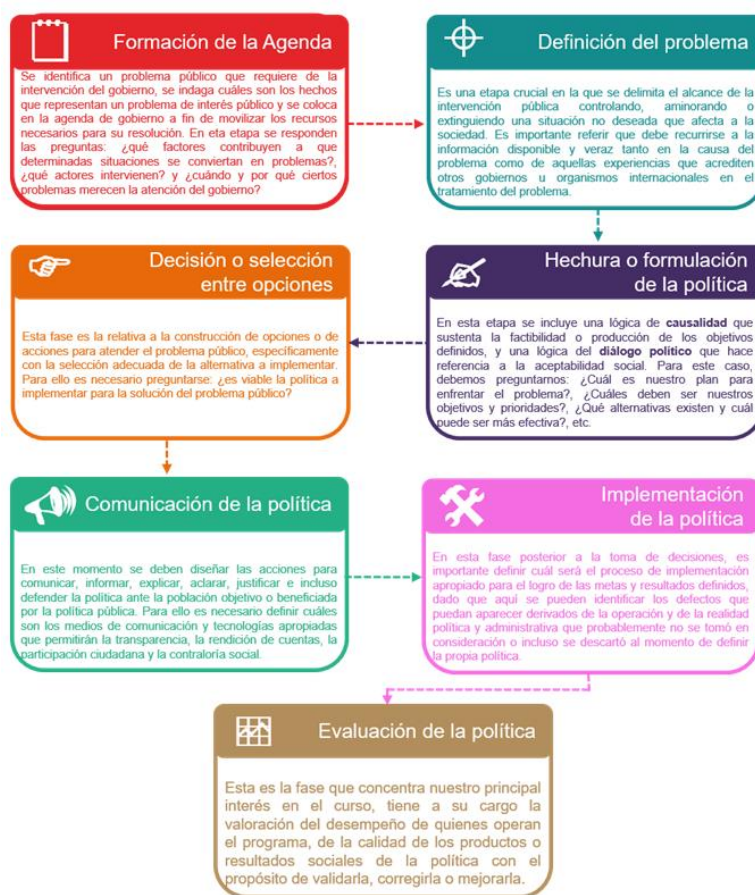 Formación de la Agenda
Se identifica un problema público que requiere de la
intervención del gobierno, se indaga cuáles son los hechos
que representan un problema de interés público y se coloca
en la agenda de gobierno a fin de movilizar los recursos
necesarios para su resolución. En eta etapa se responden
las preguntas: ¿qué factores contribuyen a que
determinadas situaciones se conviertan en problemas?,
¿qué actores intervienen? y ¿cuándo y por qué ciertos
problemas merecen la atención del gobierno?
Definición del problema
Es una etapa crucial en la que se delimita el alcance de la
intervención pública controlando, aminorando o
extinguiendo una situación no deseada que afecta a la
sociedad. Es importante referir que debe recurrirse a la
información disponible y veraz tanto en la causa del
problema como de aquellas experiencias que acrediten
otros gobiernos u organismos internacionales en el
tratamiento del problema.
Hechura o formulación
de la política
En esta etapa se incluye una lógica de causalidad que
sustenta la factibilidad o producción de los objetivos
definidos, y una lógica del diálogo político que hace
referencia a la aceptabilidad social. Para este caso,
debemos preguntarnos: ¿Cuál es nuestro plan para
enfrentar el problema?, ¿Cuáles deben ser nuestros
objetivos y prioridades?, ¿Qué alternativas existen y cuál
puede ser más efectiva?, etc.
Decisión o selección
entre opciones
Esta fase es la relativa a la construcción de opciones o de
acciones para atender el problema público, específicamente
con la selección adecuada de la alternativa a implementar.
Para ello es necesario preguntarse: ¿es viable la política a
implementar para la solución del problema público?
Comunicación de la política
En este momento se deben diseñar las acciones para
comunicar, informar, explicar, aclarar, justificar e incluso
defender la política ante la población objetivo o beneficiada
por la política pública. Para ello es necesario definir cuáles
son los medios de comunicación y tecnologías apropiadas
que permitirán la transparencia, la rendición de cuentas, la
participación ciudadana y la contraloría social.
Implementación
de la política
En esta fase posterior a la toma de decisiones, es
importante definir cuál será el proceso de implementación
apropiado para el logro de las metas y resultados definidos,
dado que aquí se pueden identificar los defectos que
puedan aparecer derivados de la operación y de la realidad
política y administrativa que probablemente no se tomó en
consideración o incluso se descartó al momento de definir
la propia política.
Evaluación de la política
Esta es la fase que concentra nuestro principal
interés en el curso, tiene a su cargo la
valoración del desempeño de quienes operan
el programa, de la calidad de los productos o
resultados sociales de la política con el
propósito de validarla, corregirla o mejorarla.